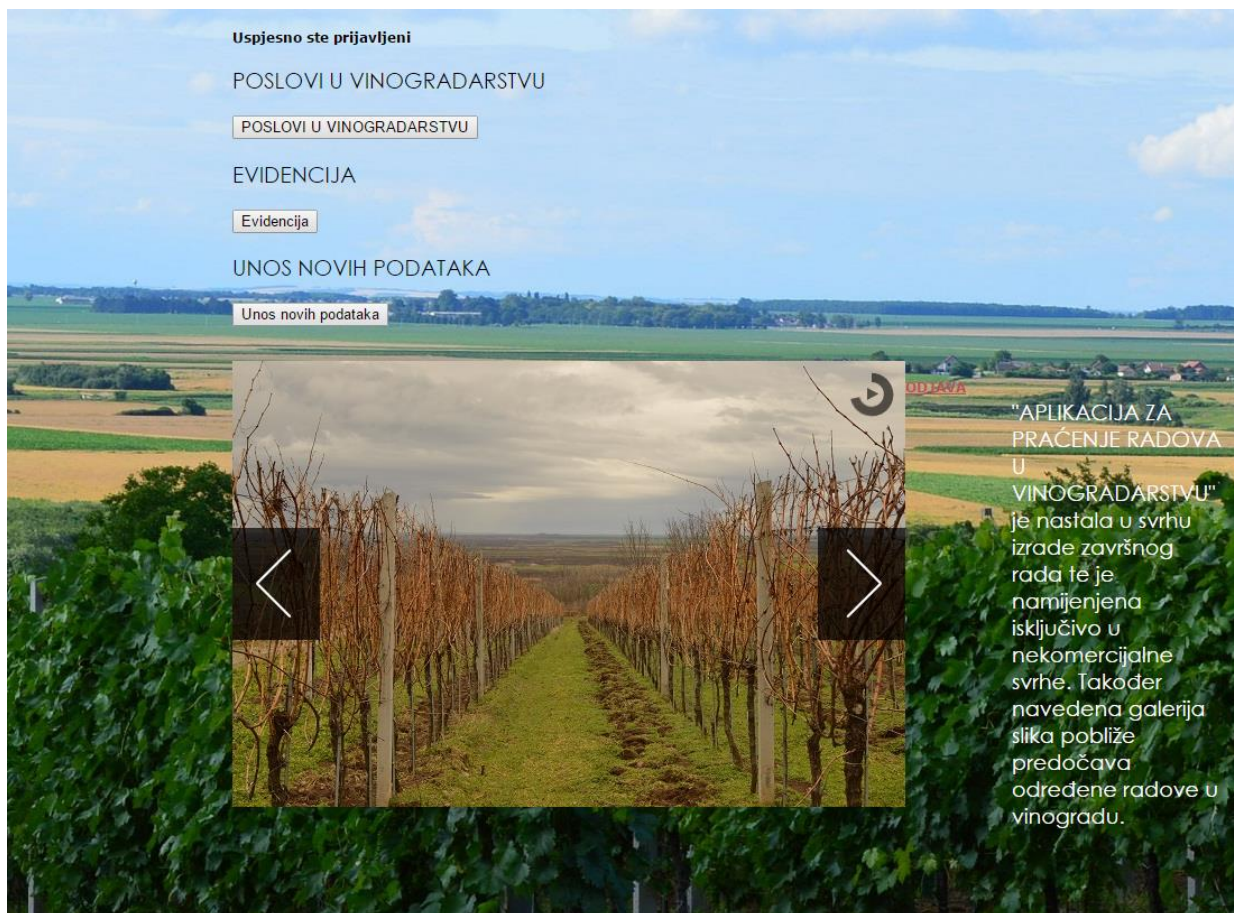 Uspjesno ste prijavljeni
POSLOVI U VINOGRADARSTVU
POSLOVI U VINOGRADARSTVU
EVIDENCIJA
Evidencija
UNOS NOVIH PODATAKA
Unos novih podataka
ODJAVA
"APLIKACIJA ZA
PRAĆENJE RADOVA
U
VINOGRADARSTVU"
je nastala u svrhu
izrade završnog
rada te je
namijenjena
isključivo u
nekomercijalne
svrhe. Također
navedena galerija
slika pobliže
predočava
određene radove u
vinogradu.